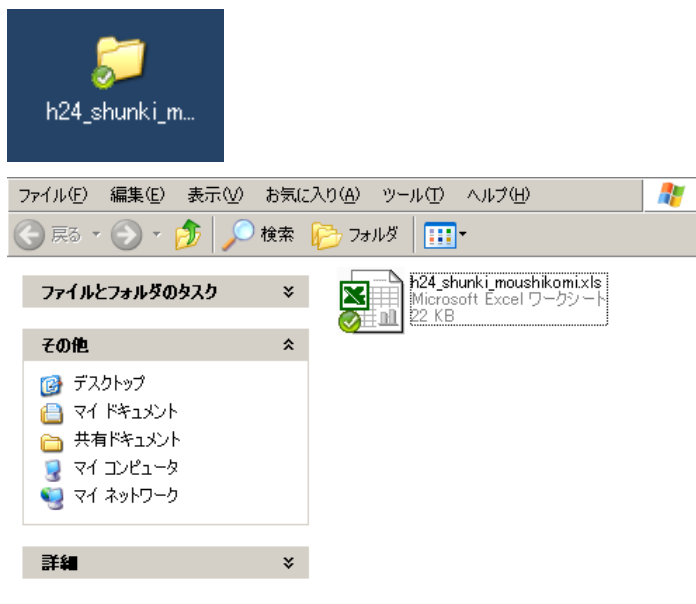 h24_shunki_m...
ファイル(F) 編集(E) 表示(V) お気に入り(A) ツール(T) ヘルプ(H)
戻る 検索 フォルダ
ファイルとフォルダのタスク
その他
デスクトップ
マイ ドキュメント
共有ドキュメント
マイ コンピュータ
マイ ネットワーク
詳細
h24_shunki_moushikomi.xls
Microsoft Excel ワークシート
22 KB